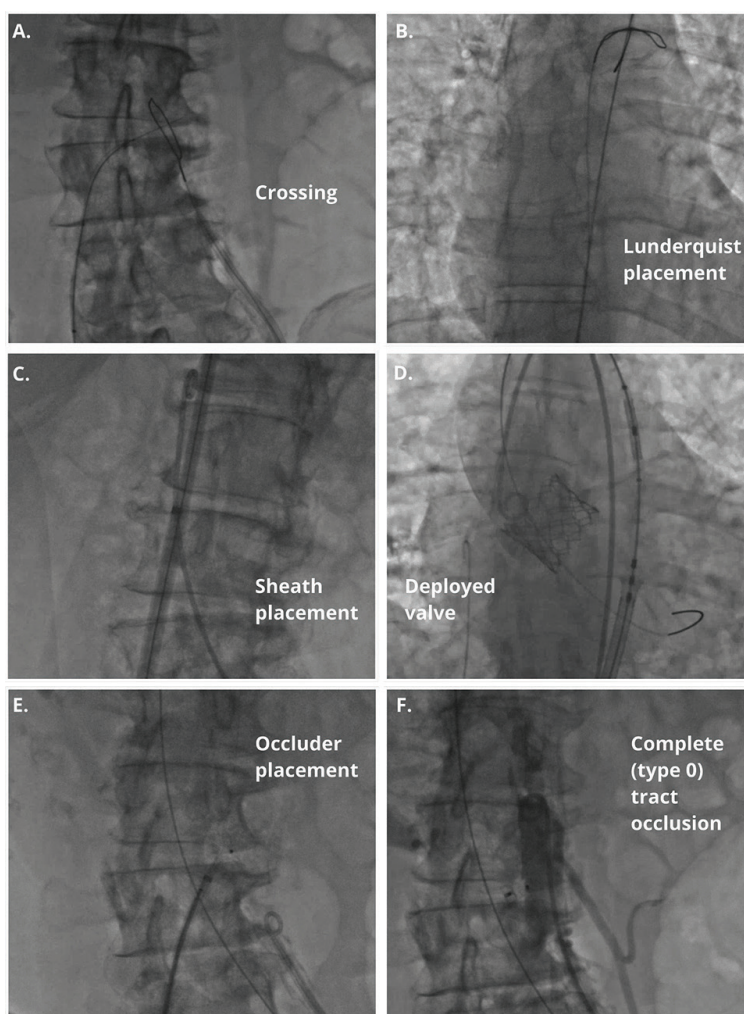 A.
Crossing
B.
Lunderquist
placement
C.
Sheath
placement
D.
Deployed
valve
E.
Occluder
placement
F.
Complete
(type 0)
tract
occlusion